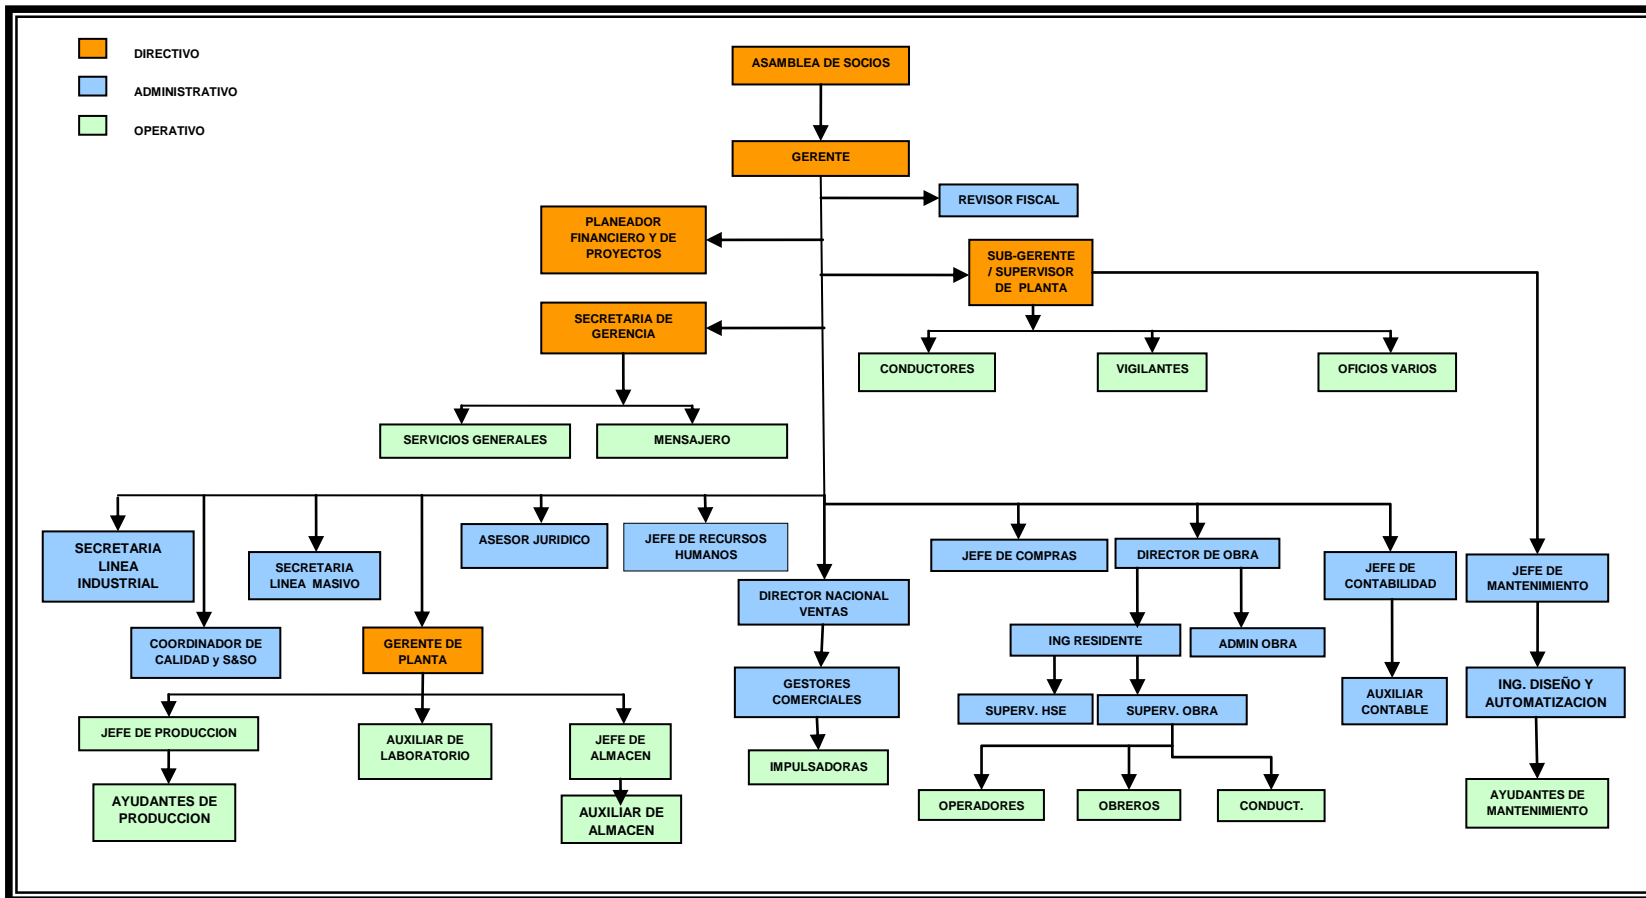 DIRECTIVO
ADMINISTRATIVO
OPERATIVO
ASAMBLEA DE SOCIOS
GERENTE
REVISOR FISCAL
PLANEADOR
FINANCIERO Y DE
PROYECTOS
SUB-GERENTE
/ SUPERVISOR
DE PLANTA
SECRETARIA DE
GERENCIA
CONDUCTORES
VIGILANTES
OFICIOS VARIOS
SERVICIOS GENERALES
MENSAJERO
SECRETARIA
LINEA
INDUSTRIAL
SECRETARIA
LINEA MASIVO
ASESOR JURIDICO
JEFE DE RECURSOS
HUMANOS
JEFE DE COMPRAS
DIRECTOR DE OBRA
JEFE DE
CONTABILIDAD
JEFE DE
MANTENIMIENTO
DIRECTOR NACIONAL
VENTAS
COORDINADOR DE
CALIDAD y S&SO
GERENTE DE
PLANTA
ING RESIDENTE
ADMIN OBRA
GESTORES
COMERCIALES
SUPERV. HSE
SUPERV. OBRA
AUXILIAR
CONTABLE
ING. DISEÑO Y
AUTOMATIZACION
JEFE DE PRODUCCION
AUXILIAR DE
LABORATORIO
JEFE DE
ALMACEN
IMPULSADORAS
AYUDANTES DE
PRODUCCION
AUXILIAR DE
ALMACEN
OPERADORES
OBREROS
CONDUCT.
AYUDANTES DE
MANTENIMIENTO